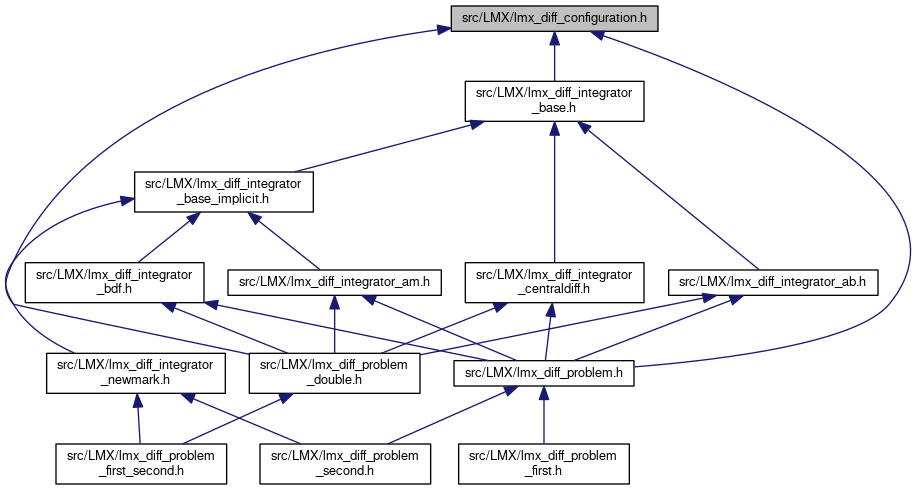 src/LMX/lmx_diff_configuration.h
src/LMX/lmx_diff_integrator
_base.h
src/LMX/lmx_diff_integrator
_base_implicit.h
src/LMX/lmx_diff_integrator
_bdf.h
src/LMX/lmx_diff_integrator_am.h
src/LMX/lmx_diff_integrator
_centraldiff.h
src/LMX/lmx_diff_integrator_ab.h
src/LMX/lmx_diff_integrator
_newmark.h
src/LMX/lmx_diff_problem
_double.h
src/LMX/lmx_diff_problem.h
src/LMX/lmx_diff_problem
_first_second.h
src/LMX/lmx_diff_problem
_second.h
src/LMX/lmx_diff_problem
_first.h